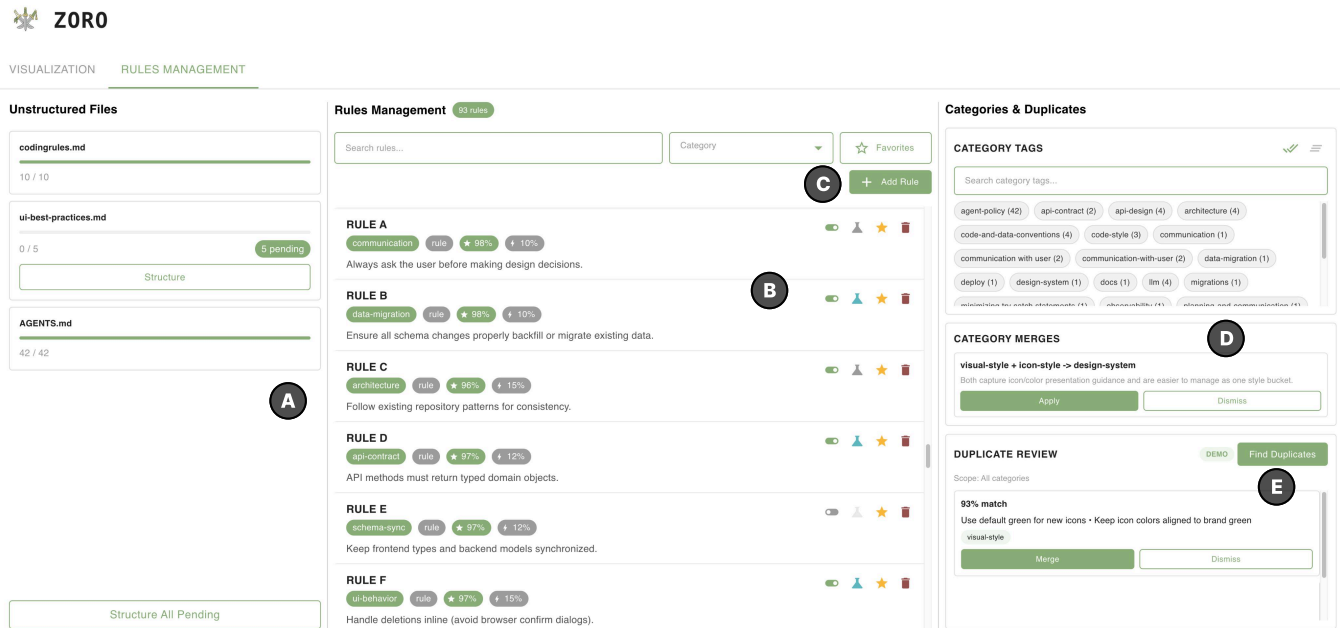 ZORO
VISUALIZATION RULES MANAGEMENT
Unstructured Files
codingrules.md
10 / 10
ui-best-practices.md
0 / 5 5 pending
Structure
AGENTS.md
42 / 42
A
Structure All Pending
Rules Management 93 rules
Search rules... Category Favorites
C + Add Rule
RULE A
communication rule 98% 10%
Always ask the user before making design decisions.
B
RULE B
data-migration rule 98% 10%
Ensure all schema changes properly backfill or migrate existing data.
RULE C
architecture rule 96% 15%
Follow existing repository patterns for consistency.
RULE D
api-contract rule 97% 12%
API methods must return typed domain objects.
RULE E
schema-sync rule 97% 12%
Keep frontend types and backend models synchronized.
RULE F
ui-behavior rule 97% 15%
Handle deletions inline (avoid browser confirm dialogs).
Categories & Duplicates
CATEGORY TAGS
Search category tags...
agent-policy (42) api-contract (2) api-design (4) architecture (4)
code-and-data-conventions (4) code-style (3) communication (1)
communication with user (2) communication-with-user (2) data-migration (1)
deploy (1) design-system (1) docs (1) llm (4) migrations (1)
minimizing try catch statements (1) observability (1) planning and communication (1)
CATEGORY MERGES
D
visual-style + icon-style -> design-system
Both capture icon/color presentation guidance and are easier to manage as one style bucket.
Apply Dismiss
DUPLICATE REVIEW DEMO Find Duplicates
Scope: All categories
E
93% match
Use default green for new icons • Keep icon colors aligned to brand green
visual-style
Merge Dismiss